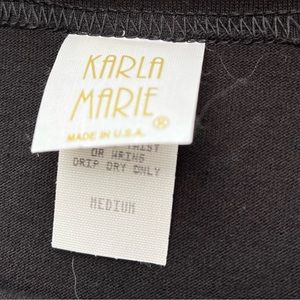 KARLA
MARIE®
MADE IN U.S.A.
OR WRING
DRIP DRY ONLY
MEDIUM